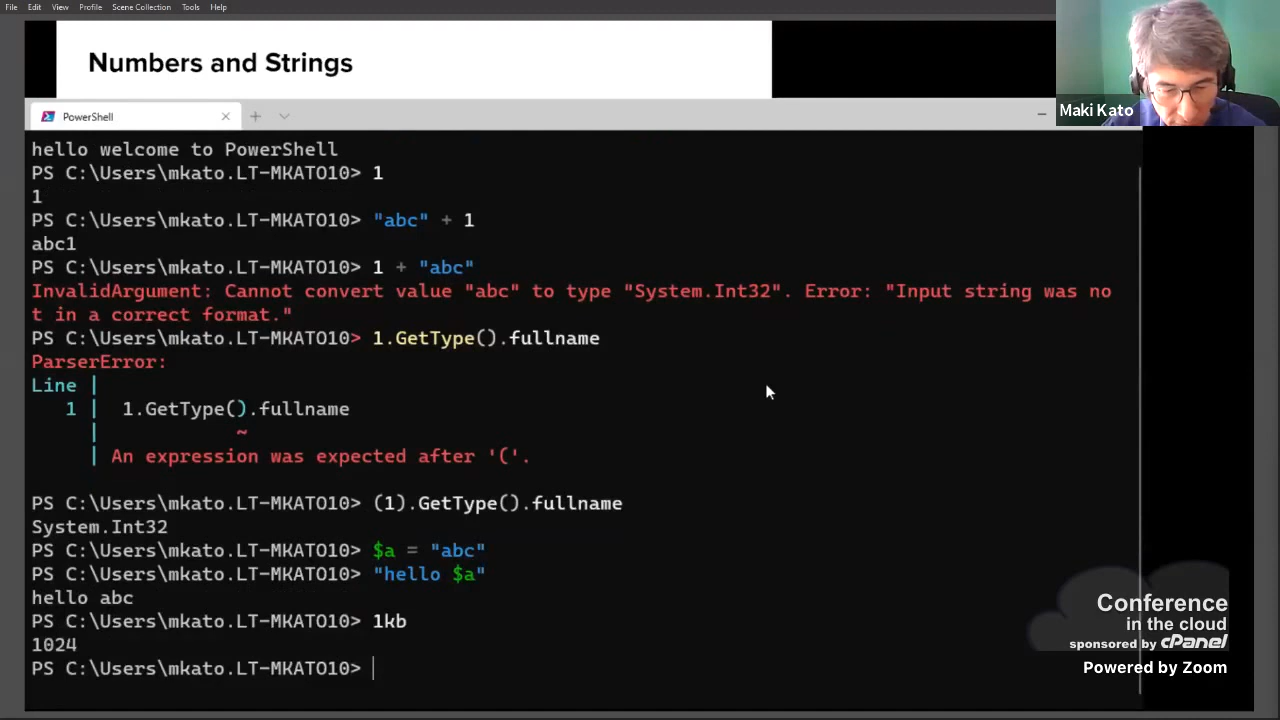 File Edit View Profile Scene Collection Tools Help
Numbers and Strings
Maki Kato
PowerShell
hello welcome to PowerShell
PS C:\Users\mkato.LT-MKATO10> 1
1
PS C:\Users\mkato.LT-MKATO10> "abc" + 1
abc1
PS C:\Users\mkato.LT-MKATO10> 1 + "abc"
InvalidArgument: Cannot convert value "abc" to type "System.Int32". Error: "Input string was no
t in a correct format."
PS C:\Users\mkato.LT-MKATO10> 1.GetType().fullname
ParserError:
Line |
1 | 1.GetType().fullname
| ~
| An expression was expected after '('.
PS C:\Users\mkato.LT-MKATO10> (1).GetType().fullname
System.Int32
PS C:\Users\mkato.LT-MKATO10> $a = "abc"
PS C:\Users\mkato.LT-MKATO10> "hello $a"
hello abc
PS C:\Users\mkato.LT-MKATO10> 1kb
1024
PS C:\Users\mkato.LT-MKATO10>
Conference
in the cloud
sponsored by cPanel
Powered by Zoom